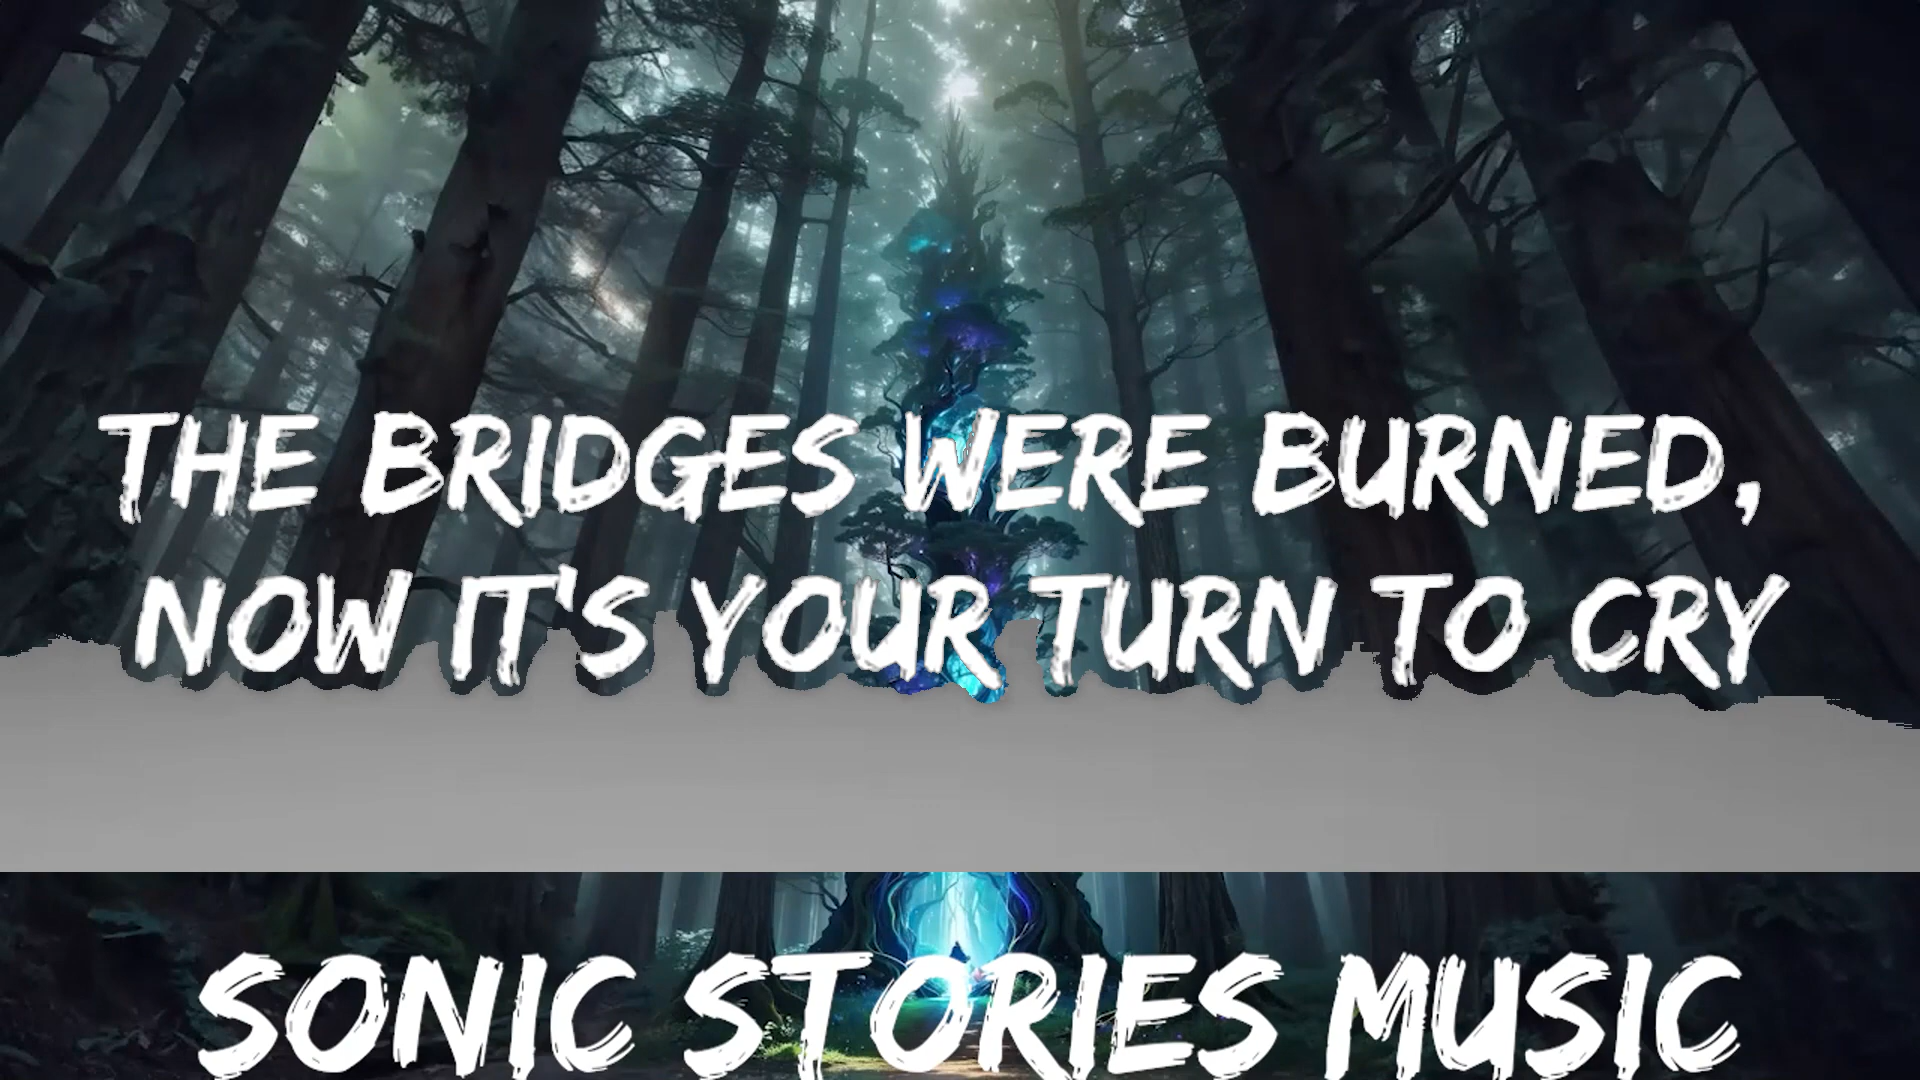 THE BRIDGES WERE BURNED,
NOW IT'S YOUR TURN TO CRY
SONIC STORIES MUSIC